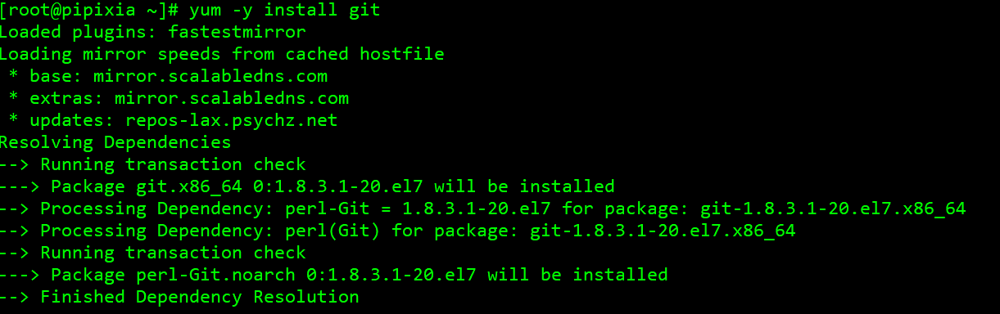 [root@pipixia ~]# yum -y install git
Loaded plugins: fastestmirror
Loading mirror speeds from cached hostfile
 * base: mirror.scalabledns.com
 * extras: mirror.scalabledns.com
 * updates: repos-lax.psychz.net
Resolving Dependencies
--> Running transaction check
---> Package git.x86_64 0:1.8.3.1-20.el7 will be installed
--> Processing Dependency: perl-Git = 1.8.3.1-20.el7 for package: git-1.8.3.1-20.el7.x86_64
--> Processing Dependency: perl(Git) for package: git-1.8.3.1-20.el7.x86_64
--> Running transaction check
---> Package perl-Git.noarch 0:1.8.3.1-20.el7 will be installed
--> Finished Dependency Resolution